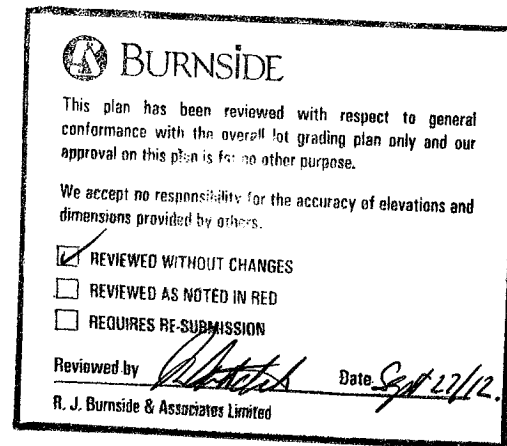 BURNSIDE
This plan has been reviewed with respect to general
conformance with the overall lot grading plan only and our
approval on this plan is for no other purpose.
We accept no responsibility for the accuracy of elevations and
dimensions provided by others.
REVIEWED WITHOUT CHANGES
REVIEWED AS NOTED IN RED
REQUIRES RE-SUBMISSION
Reviewed by Date Sept 27/12.
R. J. Burnside & Associates Limited